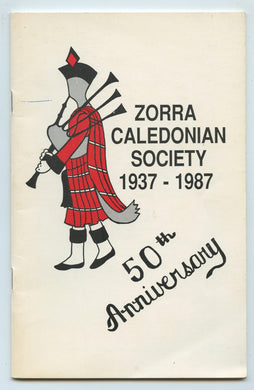 ZORRA
CALEDONIAN
SOCIETY
1937 - 1987
50th
Anniversary